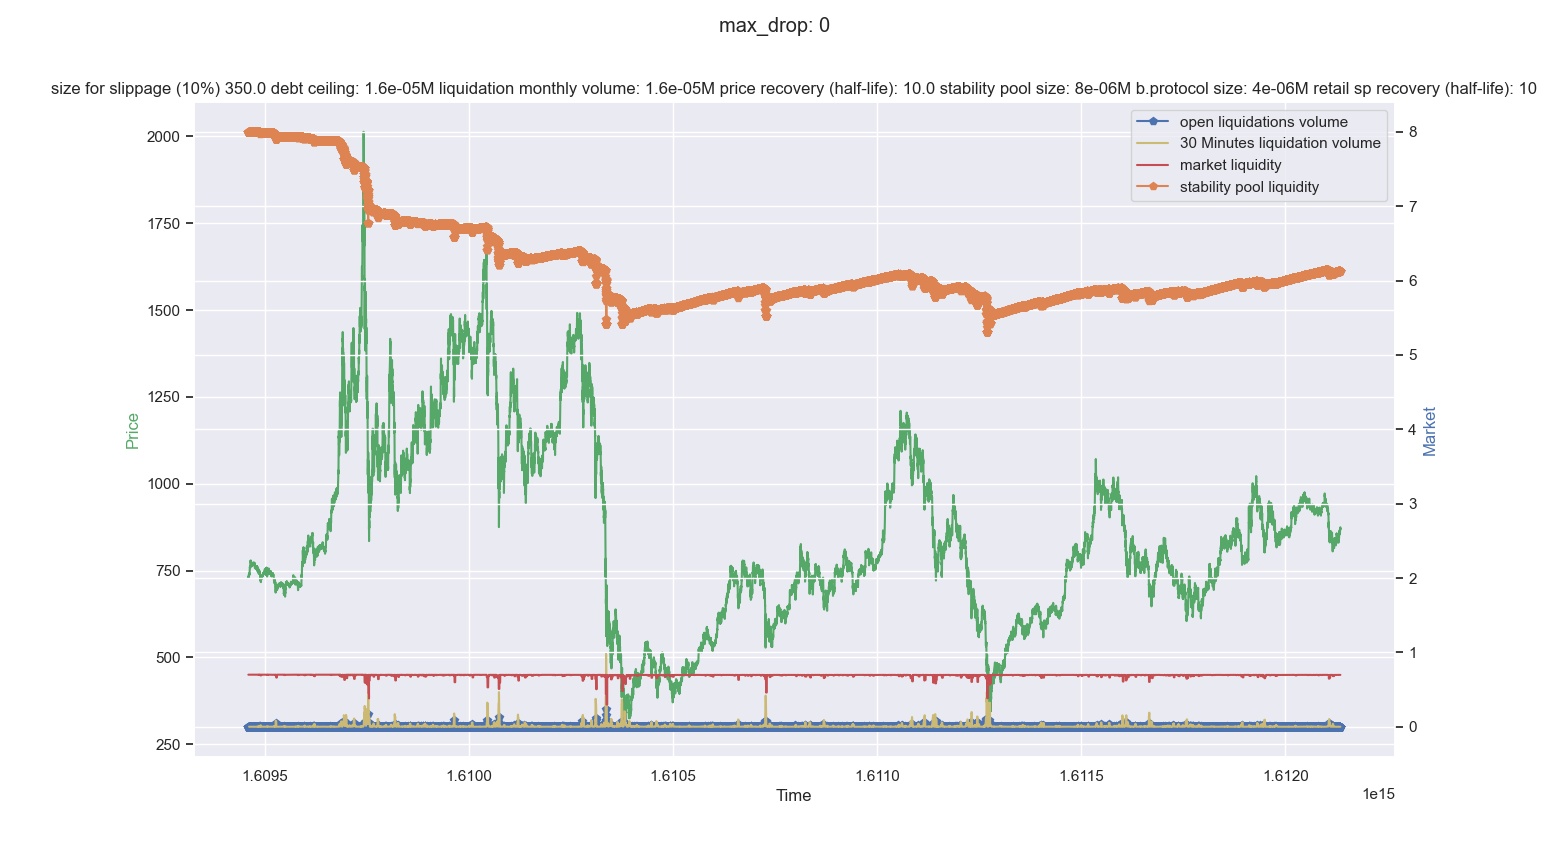 max_drop: 0
size for slippage (10%) 350.0 debt ceiling: 1.6e-05M liquidation monthly volume: 1.6e-05M price recovery (half-life): 10.0 stability pool size: 8e-06M b.protocol size: 4e-06M retail sp recovery (half-life): 10
open liquidations volume
30 Minutes liquidation volume
market liquidity
stability pool liquidity
2000
1750
1500
1250
1000
750
500
250
Price
8
7
6
5
4
3
2
1
0
Market
1.6095
1.6100
1.6105
1.6110
1.6115
1.6120
Time
1e15